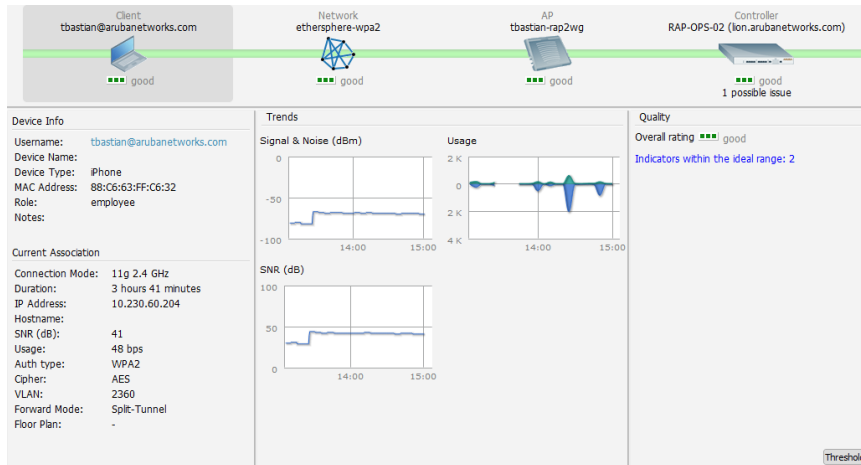 Client
tbastian@arubanetworks.com
good
Network
ethersphere-wpa2
good
AP
tbastian-rap2wg
good
Controller
RAP-OPS-02 (lion.arubanetworks.com)
good
1 possible issue
Device Info
Username: tbastian@arubanetworks.com
Device Name:
Device Type: iPhone
MAC Address: 88:C6:63:FF:C6:32
Role: employee
Notes:
Current Association
Connection Mode: 11g 2.4 GHz
Duration: 3 hours 41 minutes
IP Address: 10.230.60.204
Hostname:
SNR (dB): 41
Usage: 48 bps
Auth type: WPA2
Cipher: AES
VLAN: 2360
Forward Mode: Split-Tunnel
Floor Plan: -
Trends
Signal & Noise (dBm)
0
-50
-100
14:00 15:00
Usage
2 K
0
2 K
4 K
14:00 15:00
SNR (dB)
100
50
0
14:00 15:00
Quality
Overall rating good
Indicators within the ideal range: 2
Threshol